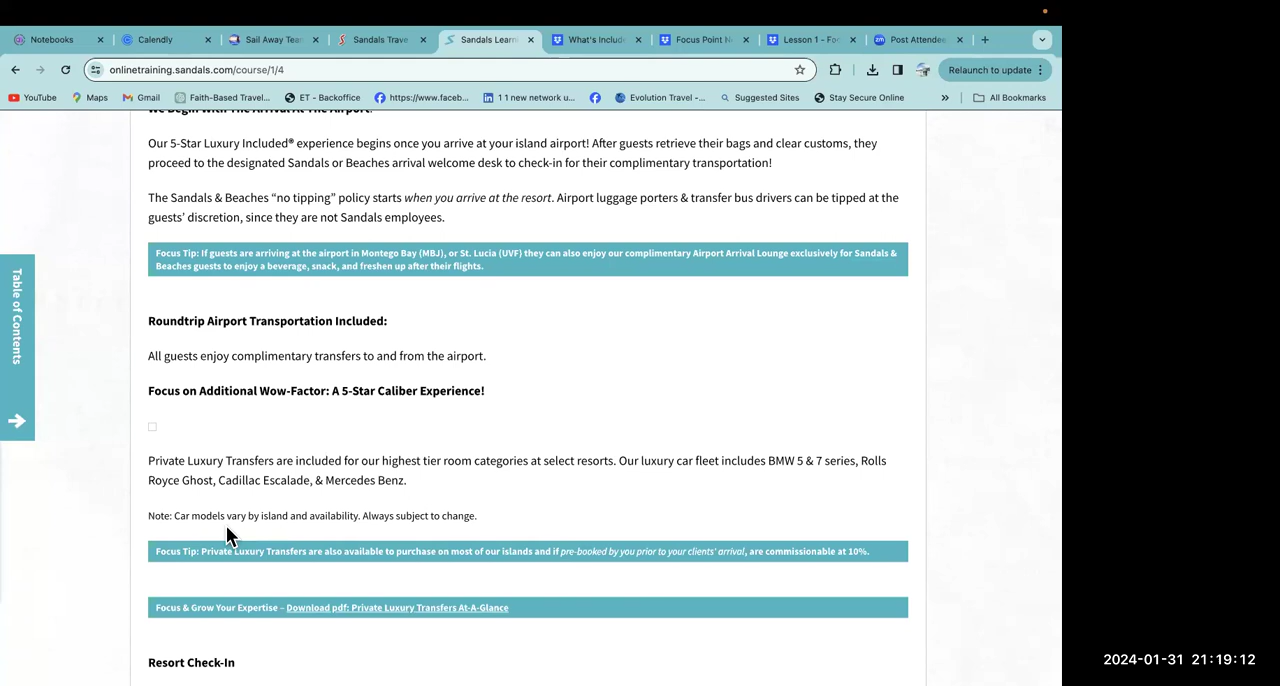 Notebooks
Calendly
Sail Away Tea
Sandals Trave
Sandals Learn
What's Includ
Focus Point N
Lesson 1 – Fo
Post Attendee
onlinetraining.sandals.com/course/1/4
Relaunch to update
YouTube
Maps
Gmail
Faith-Based Travel...
ET - Backoffice
https://www.faceb...
1 1 new network u...
Evolution Travel -...
Suggested Sites
Stay Secure Online
All Bookmarks
We Begin With The Arrival At The Airport:
Our 5-Star Luxury Included® experience begins once you arrive at your island airport! After guests retrieve their bags and clear customs, they
proceed to the designated Sandals or Beaches arrival welcome desk to check-in for their complimentary transportation!
The Sandals & Beaches “no tipping” policy starts when you arrive at the resort. Airport luggage porters & transfer bus drivers can be tipped at the
guests’ discretion, since they are not Sandals employees.
Focus Tip: If guests are arriving at the airport in Montego Bay (MBJ), or St. Lucia (UVF) they can also enjoy our complimentary Airport Arrival Lounge exclusively for Sandals &
Beaches guests to enjoy a beverage, snack, and freshen up after their flights.
Table of Contents
Roundtrip Airport Transportation Included:
All guests enjoy complimentary transfers to and from the airport.
Focus on Additional Wow-Factor: A 5-Star Caliber Experience!
Private Luxury Transfers are included for our highest tier room categories at select resorts. Our luxury car fleet includes BMW 5 & 7 series, Rolls
Royce Ghost, Cadillac Escalade, & Mercedes Benz.
Note: Car models vary by island and availability. Always subject to change.
Focus Tip: Private Luxury Transfers are also available to purchase on most of our islands and if pre-booked by you prior to your clients’ arrival, are commissionable at 10%.
Focus & Grow Your Expertise – Download pdf: Private Luxury Transfers At-A-Glance
Resort Check-In
2024-01-31 21:19:12